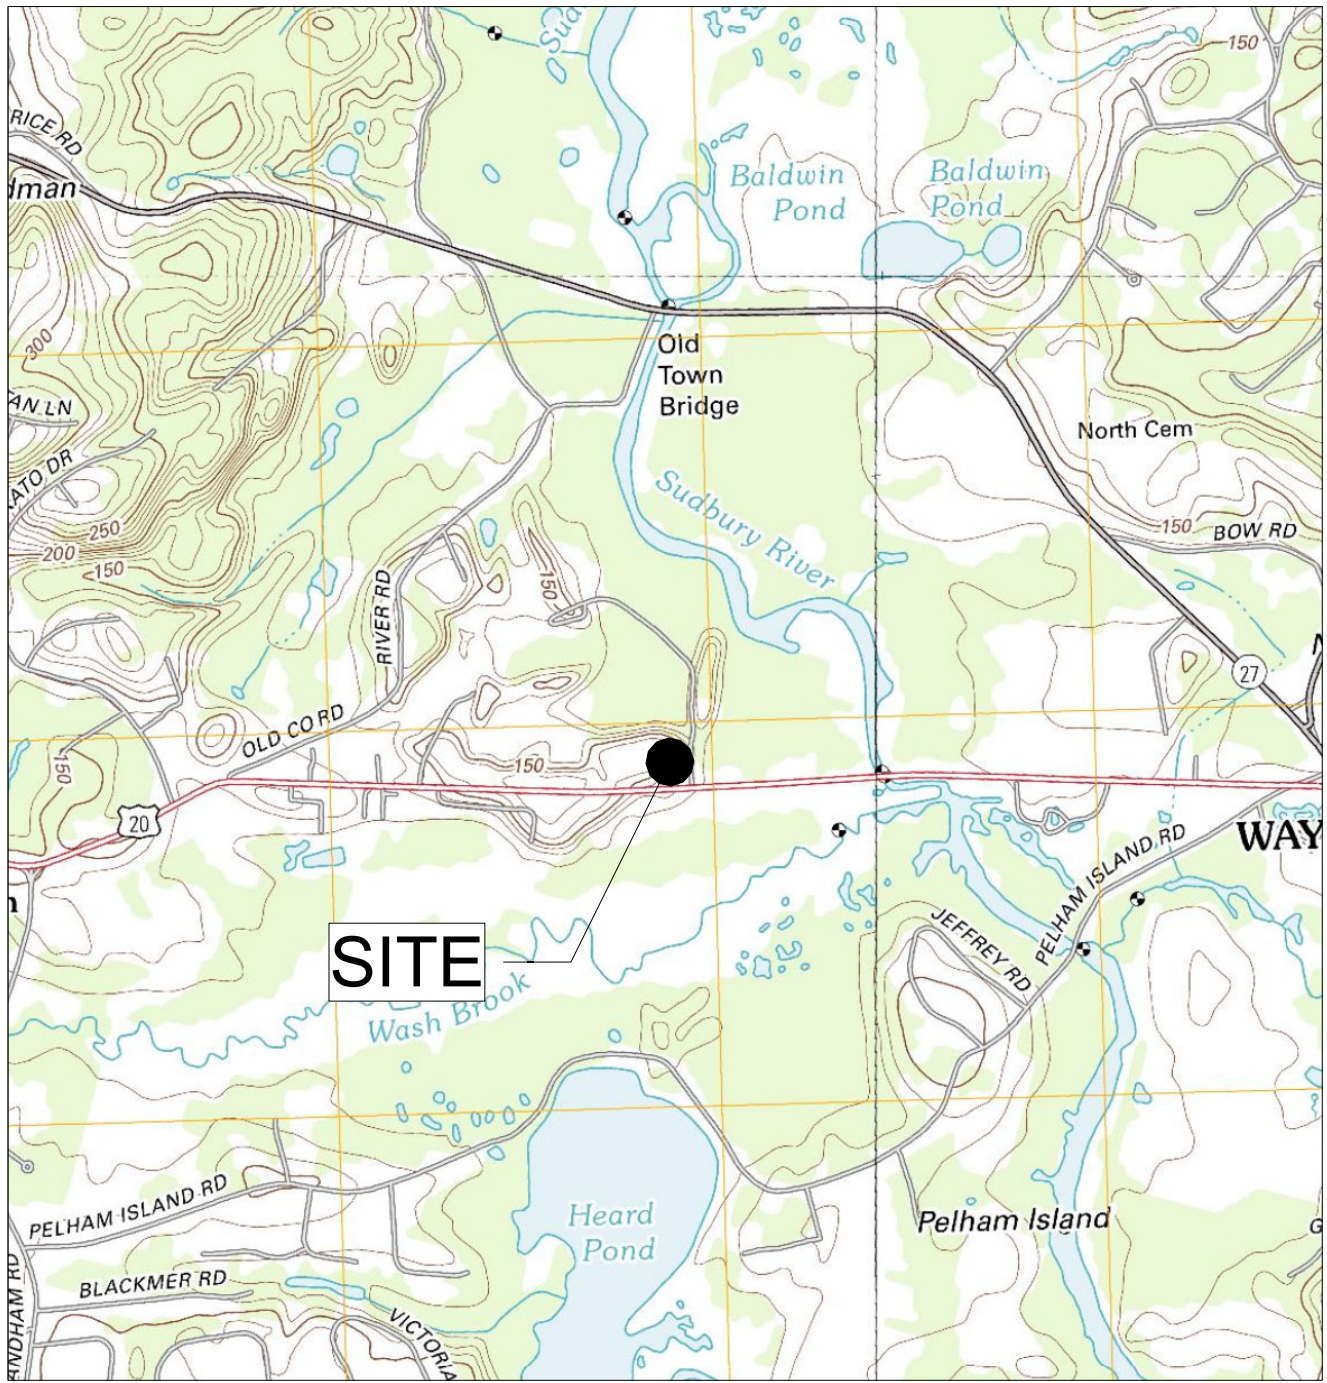 Sud
150
RICE RD
dman
Baldwin
Pond
Baldwin
Pond
300
Old
Town
Bridge
AN LN
North Cem
ATO DR
Sudbury River
250
200
150
150
BOW RD
150
RIVER RD
27
OLD CO RD
150
150
20
WAY
PELHAM ISLAND RD
n
JEFFREY RD
SITE
Wash Brook
PELHAM ISLAND RD
Heard
Pond
Pelham Island
G
BLACKMER RD
VICTORIA
ANDHAM RD